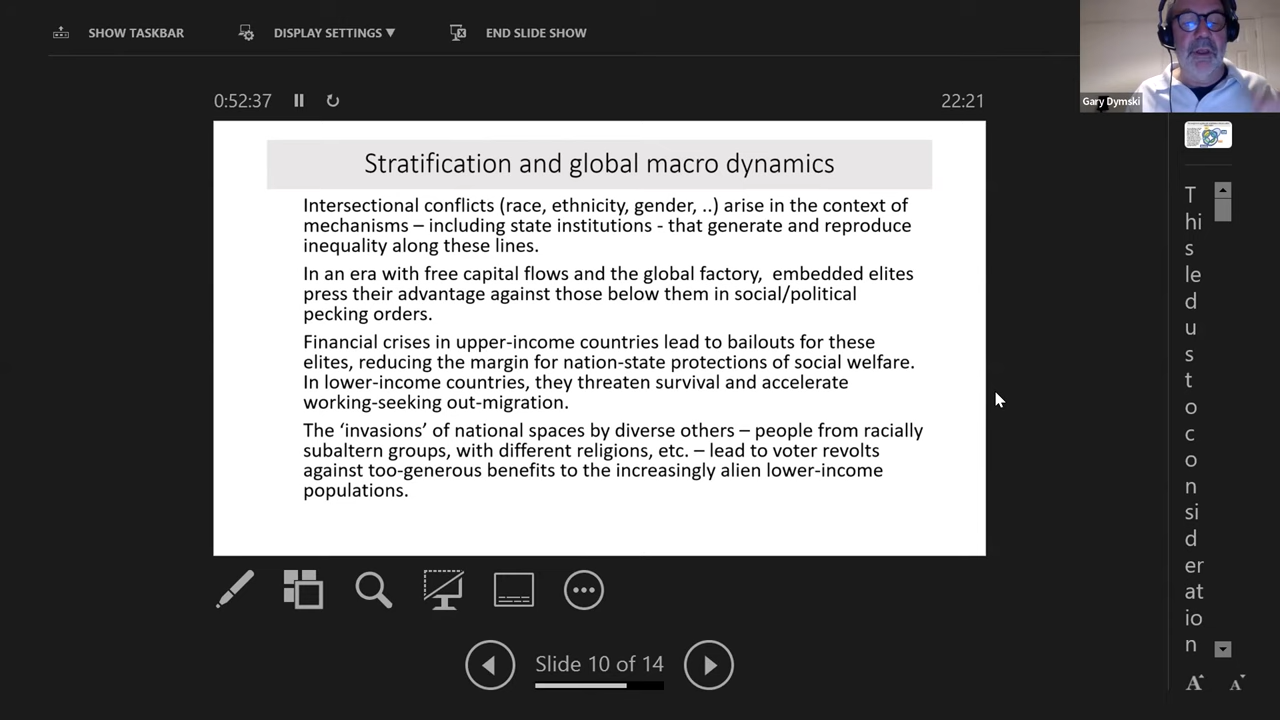 SHOW TASKBAR
DISPLAY SETTINGS ▼
END SLIDE SHOW
Gary Dymski
0:52:37
22:21
Stratification and global macro dynamics
Intersectional conflicts (race, ethnicity, gender, ..) arise in the context of
mechanisms – including state institutions - that generate and reproduce
inequality along these lines.
In an era with free capital flows and the global factory,  embedded elites
press their advantage against those below them in social/political
pecking orders.
Financial crises in upper-income countries lead to bailouts for these
elites, reducing the margin for nation-state protections of social welfare.
In lower-income countries, they threaten survival and accelerate
working-seeking out-migration.
The ‘invasions’ of national spaces by diverse others – people from racially
subaltern groups, with different religions, etc. – lead to voter revolts
against too-generous benefits to the increasingly alien lower-income
populations.
Slide 10 of 14
T
hi
s
le
d
u
s
t
o
c
o
n
si
d
er
at
io
n
A
A